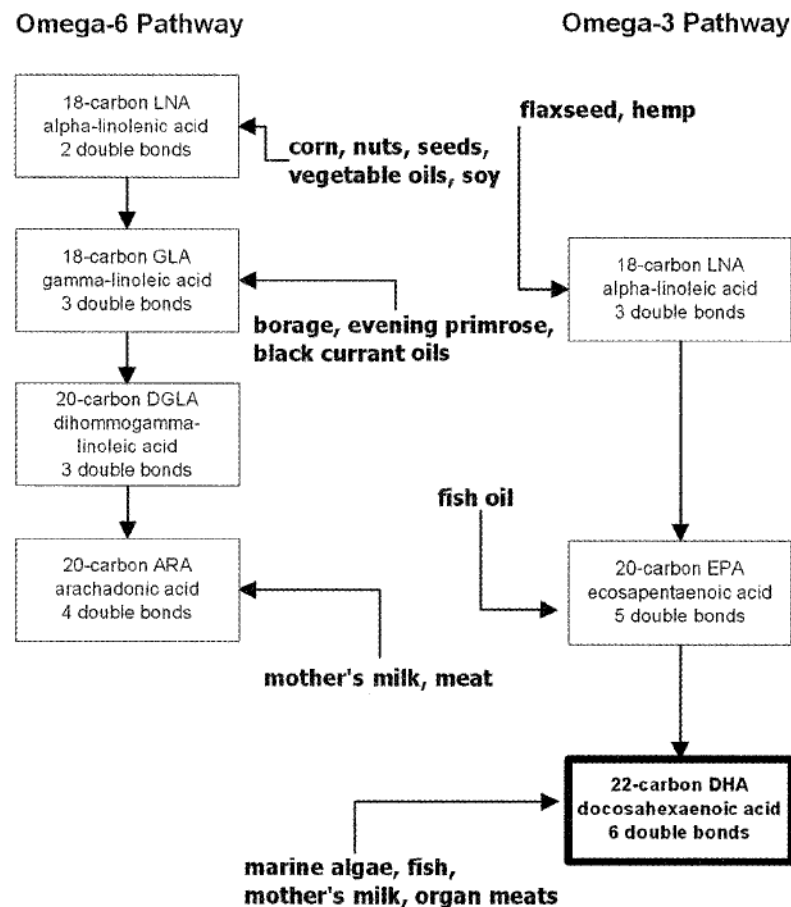 Omega-6 Pathway
Omega-3 Pathway
18-carbon LNA
alpha-linolenic acid
2 double bonds
flaxseed, hemp
corn, nuts, seeds,
vegetable oils, soy
18-carbon GLA
gamma-linoleic acid
3 double bonds
18-carbon LNA
alpha-linoleic acid
3 double bonds
borage, evening primrose,
black currant oils
20-carbon DGLA
dihommogamma-
linoleic acid
3 double bonds
fish oil
20-carbon ARA
arachadonic acid
4 double bonds
20-carbon EPA
ecosapentaenoic acid
5 double bonds
mother's milk, meat
22-carbon DHA
docosahexaenoic acid
6 double bonds
marine algae, fish,
mother's milk, organ meats